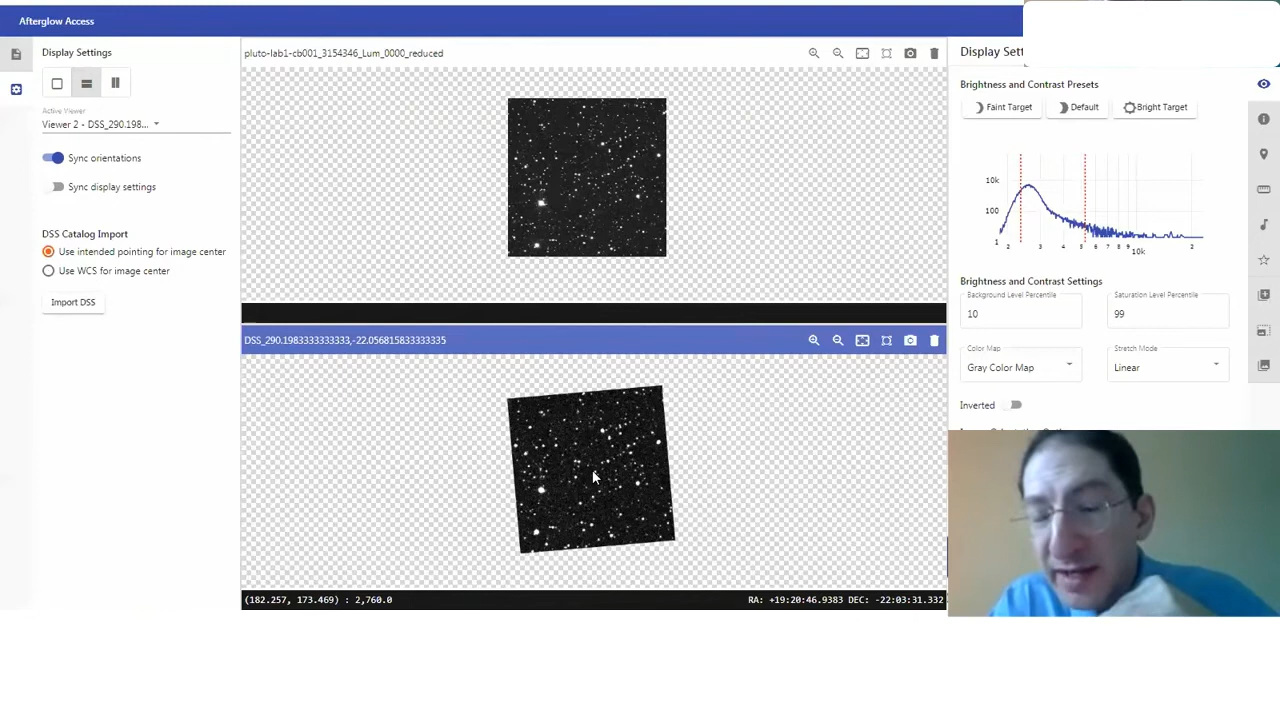 Afterglow Access
Display Settings
Active Viewer
Viewer 2 - DSS_290.198...
Sync orientations
Sync display settings
DSS Catalog Import
Use intended pointing for image center
Use WCS for image center
Import DSS
pluto-lab1-cb001_3154346_Lum_0000_reduced
DSS_290.1983333333333,-22.056815833333335
(182.257, 173.469) : 2,760.0
RA: +19:20:46.9383 DEC: -22:03:31.332
Display Sett
Brightness and Contrast Presets
Faint Target
Default
Bright Target
10k
100
1
2 3 4 5 6 7 8 9 10k 2
Brightness and Contrast Settings
Background Level Percentile
10
Saturation Level Percentile
99
Color Map
Gray Color Map
Stretch Mode
Linear
Inverted